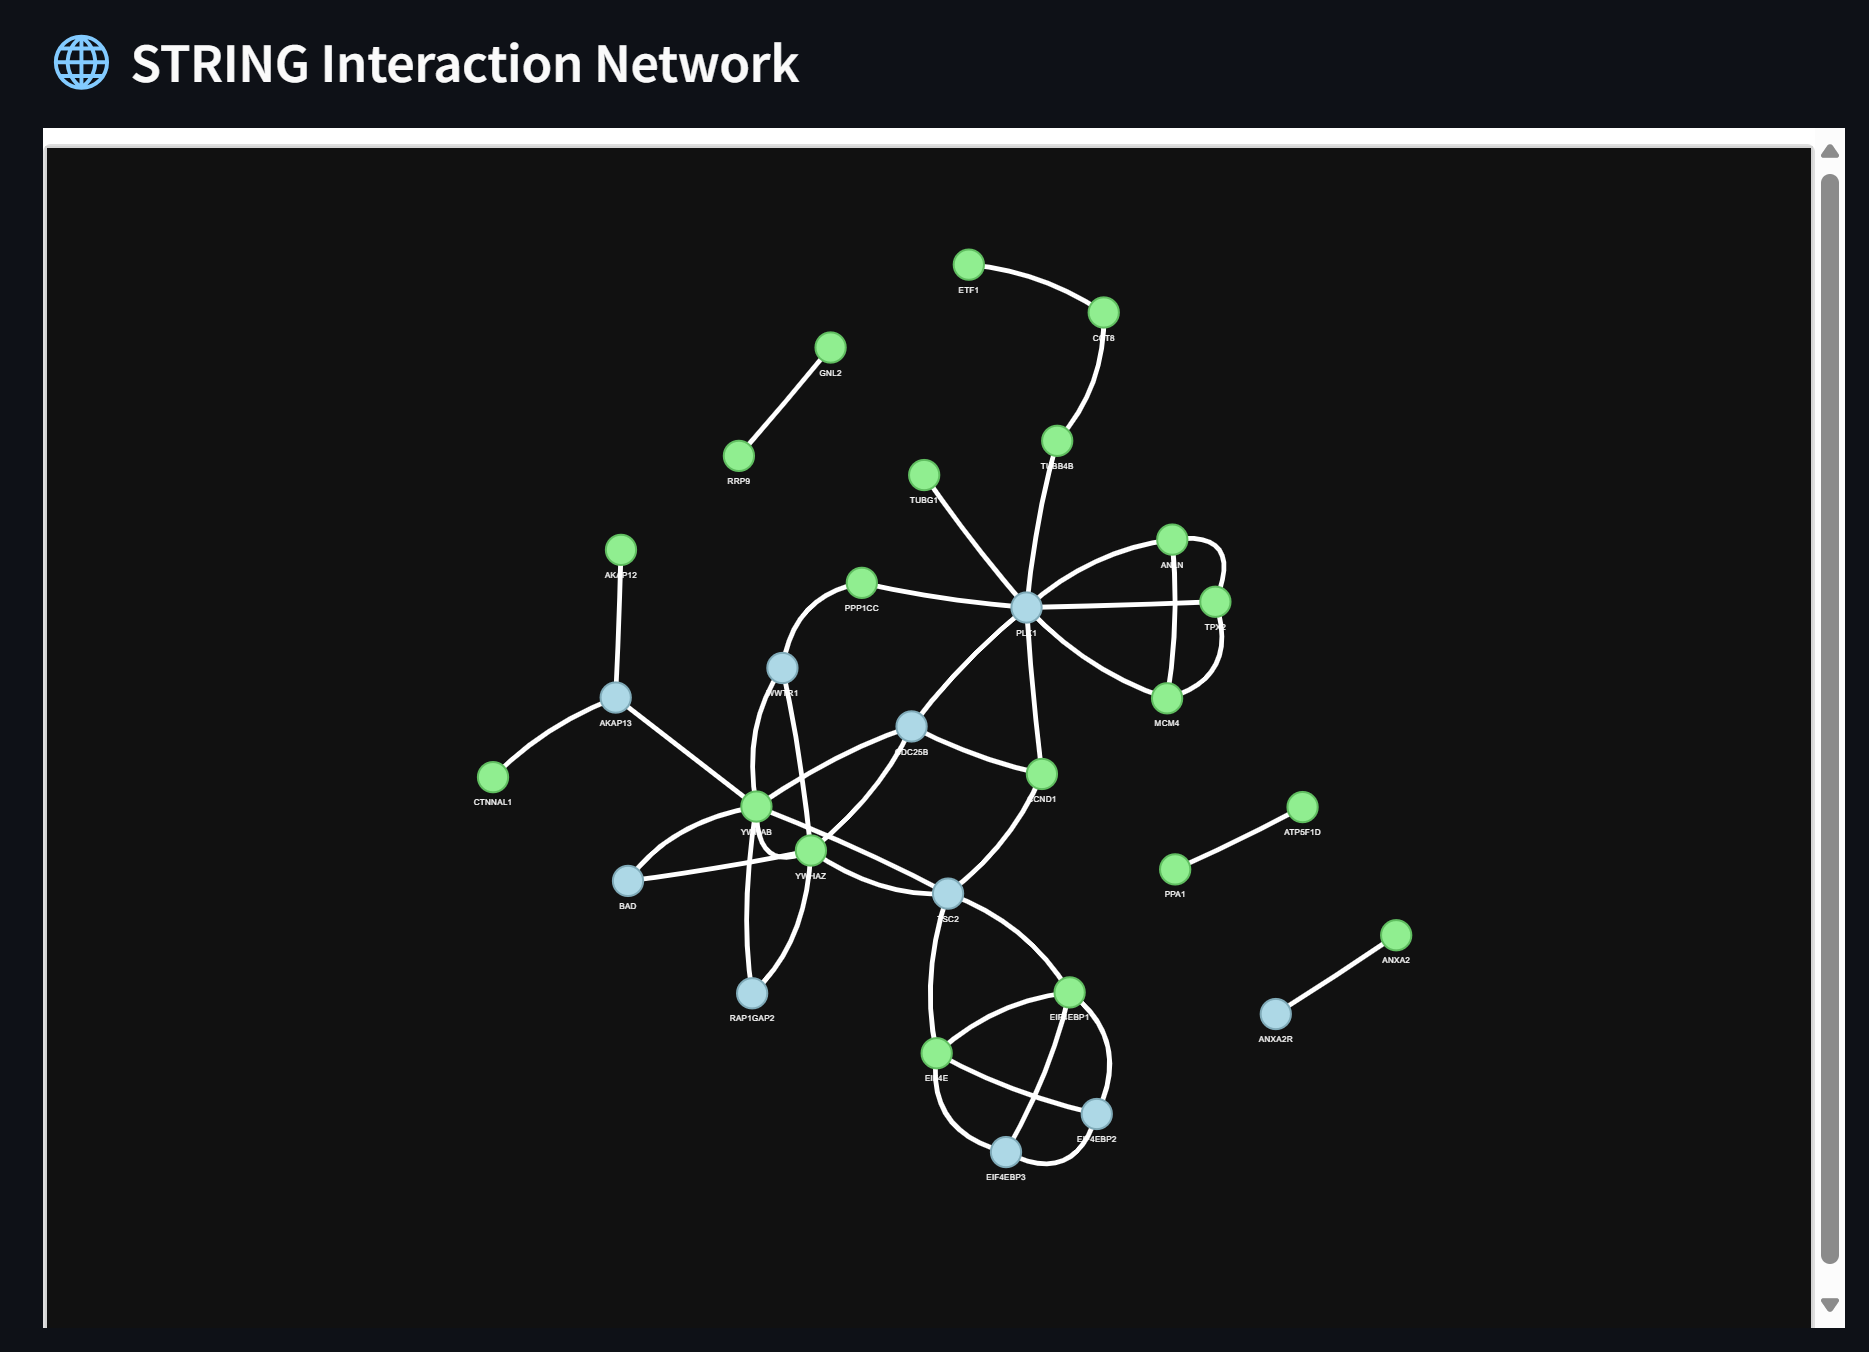 STRING Interaction Network
ETF1
CCT8
GNL2
TUBB4B
RRP9
TUBG1
ANLN
AKAP12
PPP1CC
TPX2
PLK1
WWTR1
AKAP13
MCM4
CDC25B
CCND1
CTNNAL1
YWHAB
ATP5F1D
YWHAZ
PPA1
BAD
TSC2
ANXA2
RAP1GAP2
EIF4EBP1
ANXA2R
EIF4E
EIF4EBP2
EIF4EBP3